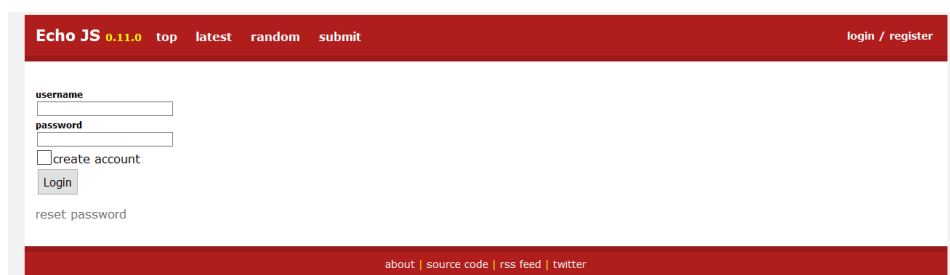 Echo JS 0.11.0 top latest random submit login / register
username
password
create account
Login
reset password
about | source code | rss feed | twitter